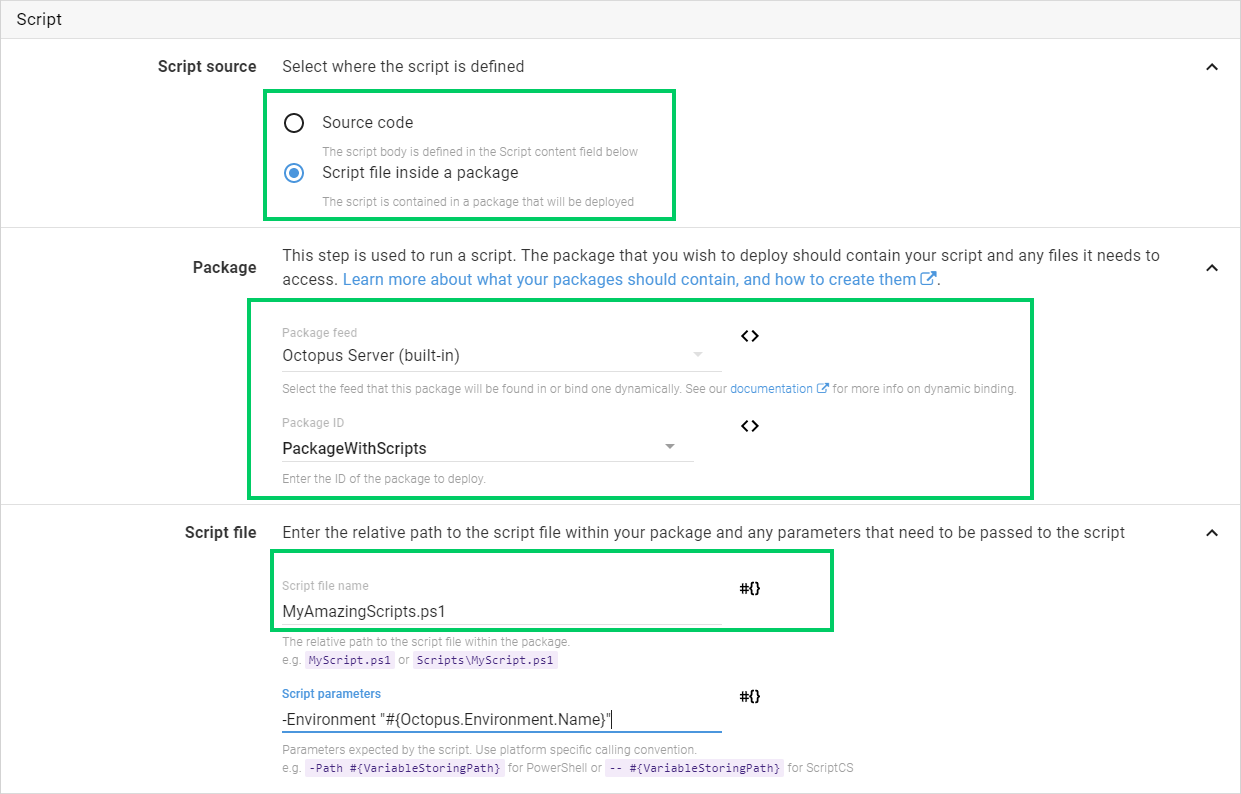 Script
Script source Select where the script is defined
Source code
The script body is defined in the Script content field below
Script file inside a package
The script is contained in a package that will be deployed
Package This step is used to run a script. The package that you wish to deploy should contain your script and any files it needs to
access. Learn more about what your packages should contain, and how to create them.
Package feed
Octopus Server (built-in)
Select the feed that this package will be found in or bind one dynamically. See our documentation for more info on dynamic binding.
Package ID
PackageWithScripts
Enter the ID of the package to deploy.
Script file Enter the relative path to the script file within your package and any parameters that need to be passed to the script
Script file name
#{}
MyAmazingScripts.ps1
The relative path to the script file within the package.
e.g. MyScript.ps1 or Scripts\MyScript.ps1
Script parameters
#{}
-Environment "#{Octopus.Environment.Name}"
Parameters expected by the script. Use platform specific calling convention.
e.g. -Path #{VariableStoringPath} for PowerShell or -- #{VariableStoringPath} for ScriptCS